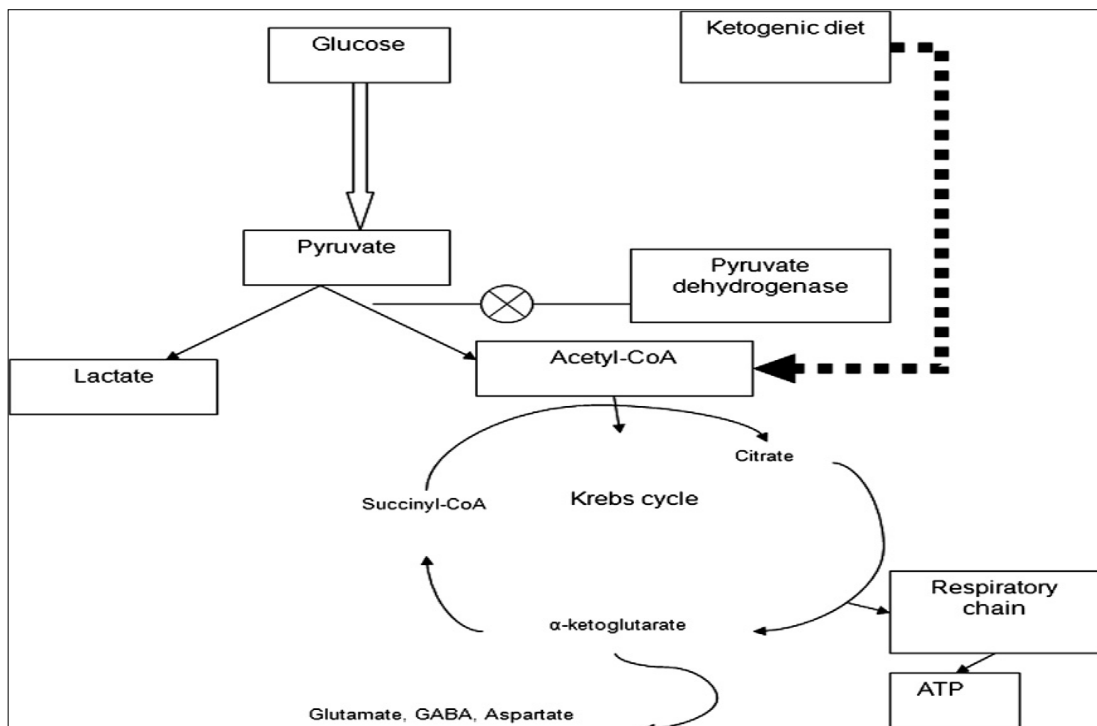 Glucose
Ketogenic diet
Pyruvate
Pyruvate
dehydrogenase
Lactate
Acetyl-CoA
Citrate
Succinyl-CoA
Krebs cycle
Respiratory
chain
α-ketoglutarate
ATP
Glutamate, GABA, Aspartate